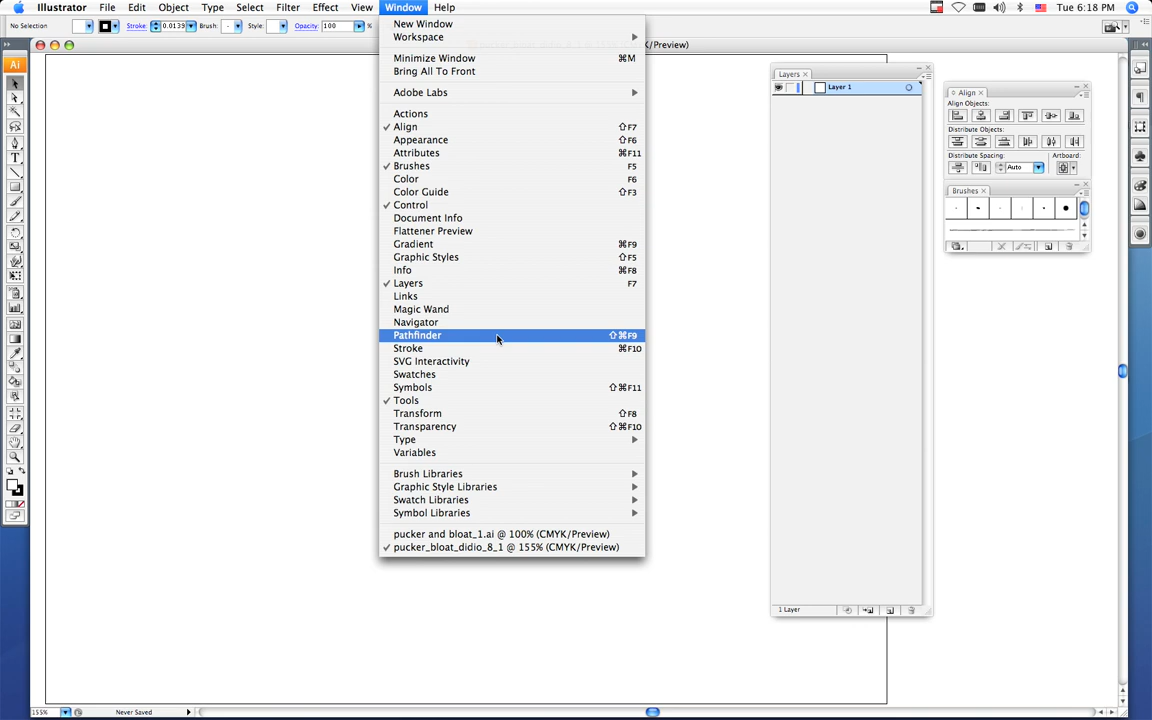 Illustrator File Edit Object Type Select Filter Effect View Window Help Tue 6:18 PM
No Selection Stroke: 0.0139 Brush: Style: Opacity: 100 %
/Preview)
New Window
Workspace
Minimize Window ⌘M
Bring All To Front
Adobe Labs
Actions
✓ Align ⇧F7
Appearance ⇧F6
Attributes ⌘F11
✓ Brushes F5
Color F6
Color Guide ⇧F3
✓ Control
Document Info
Flattener Preview
Gradient ⌘F9
Graphic Styles ⇧F5
Info ⌘F8
✓ Layers F7
Links
Magic Wand
Navigator
Pathfinder ⇧⌘F9
Stroke ⌘F10
SVG Interactivity
Swatches
Symbols ⇧⌘F11
✓ Tools
Transform ⇧F8
Transparency ⇧⌘F10
Type
Variables
Brush Libraries
Graphic Style Libraries
Swatch Libraries
Symbol Libraries
pucker and bloat_1.ai @ 100% (CMYK/Preview)
✓ pucker_bloat_didio_8_1 @ 155% (CMYK/Preview)
Ai
T
Layers
Layer 1
1 Layer
Align
Align Objects:
Distribute Objects:
Distribute Spacing: Artboard:
Auto
Brushes
155% Never Saved